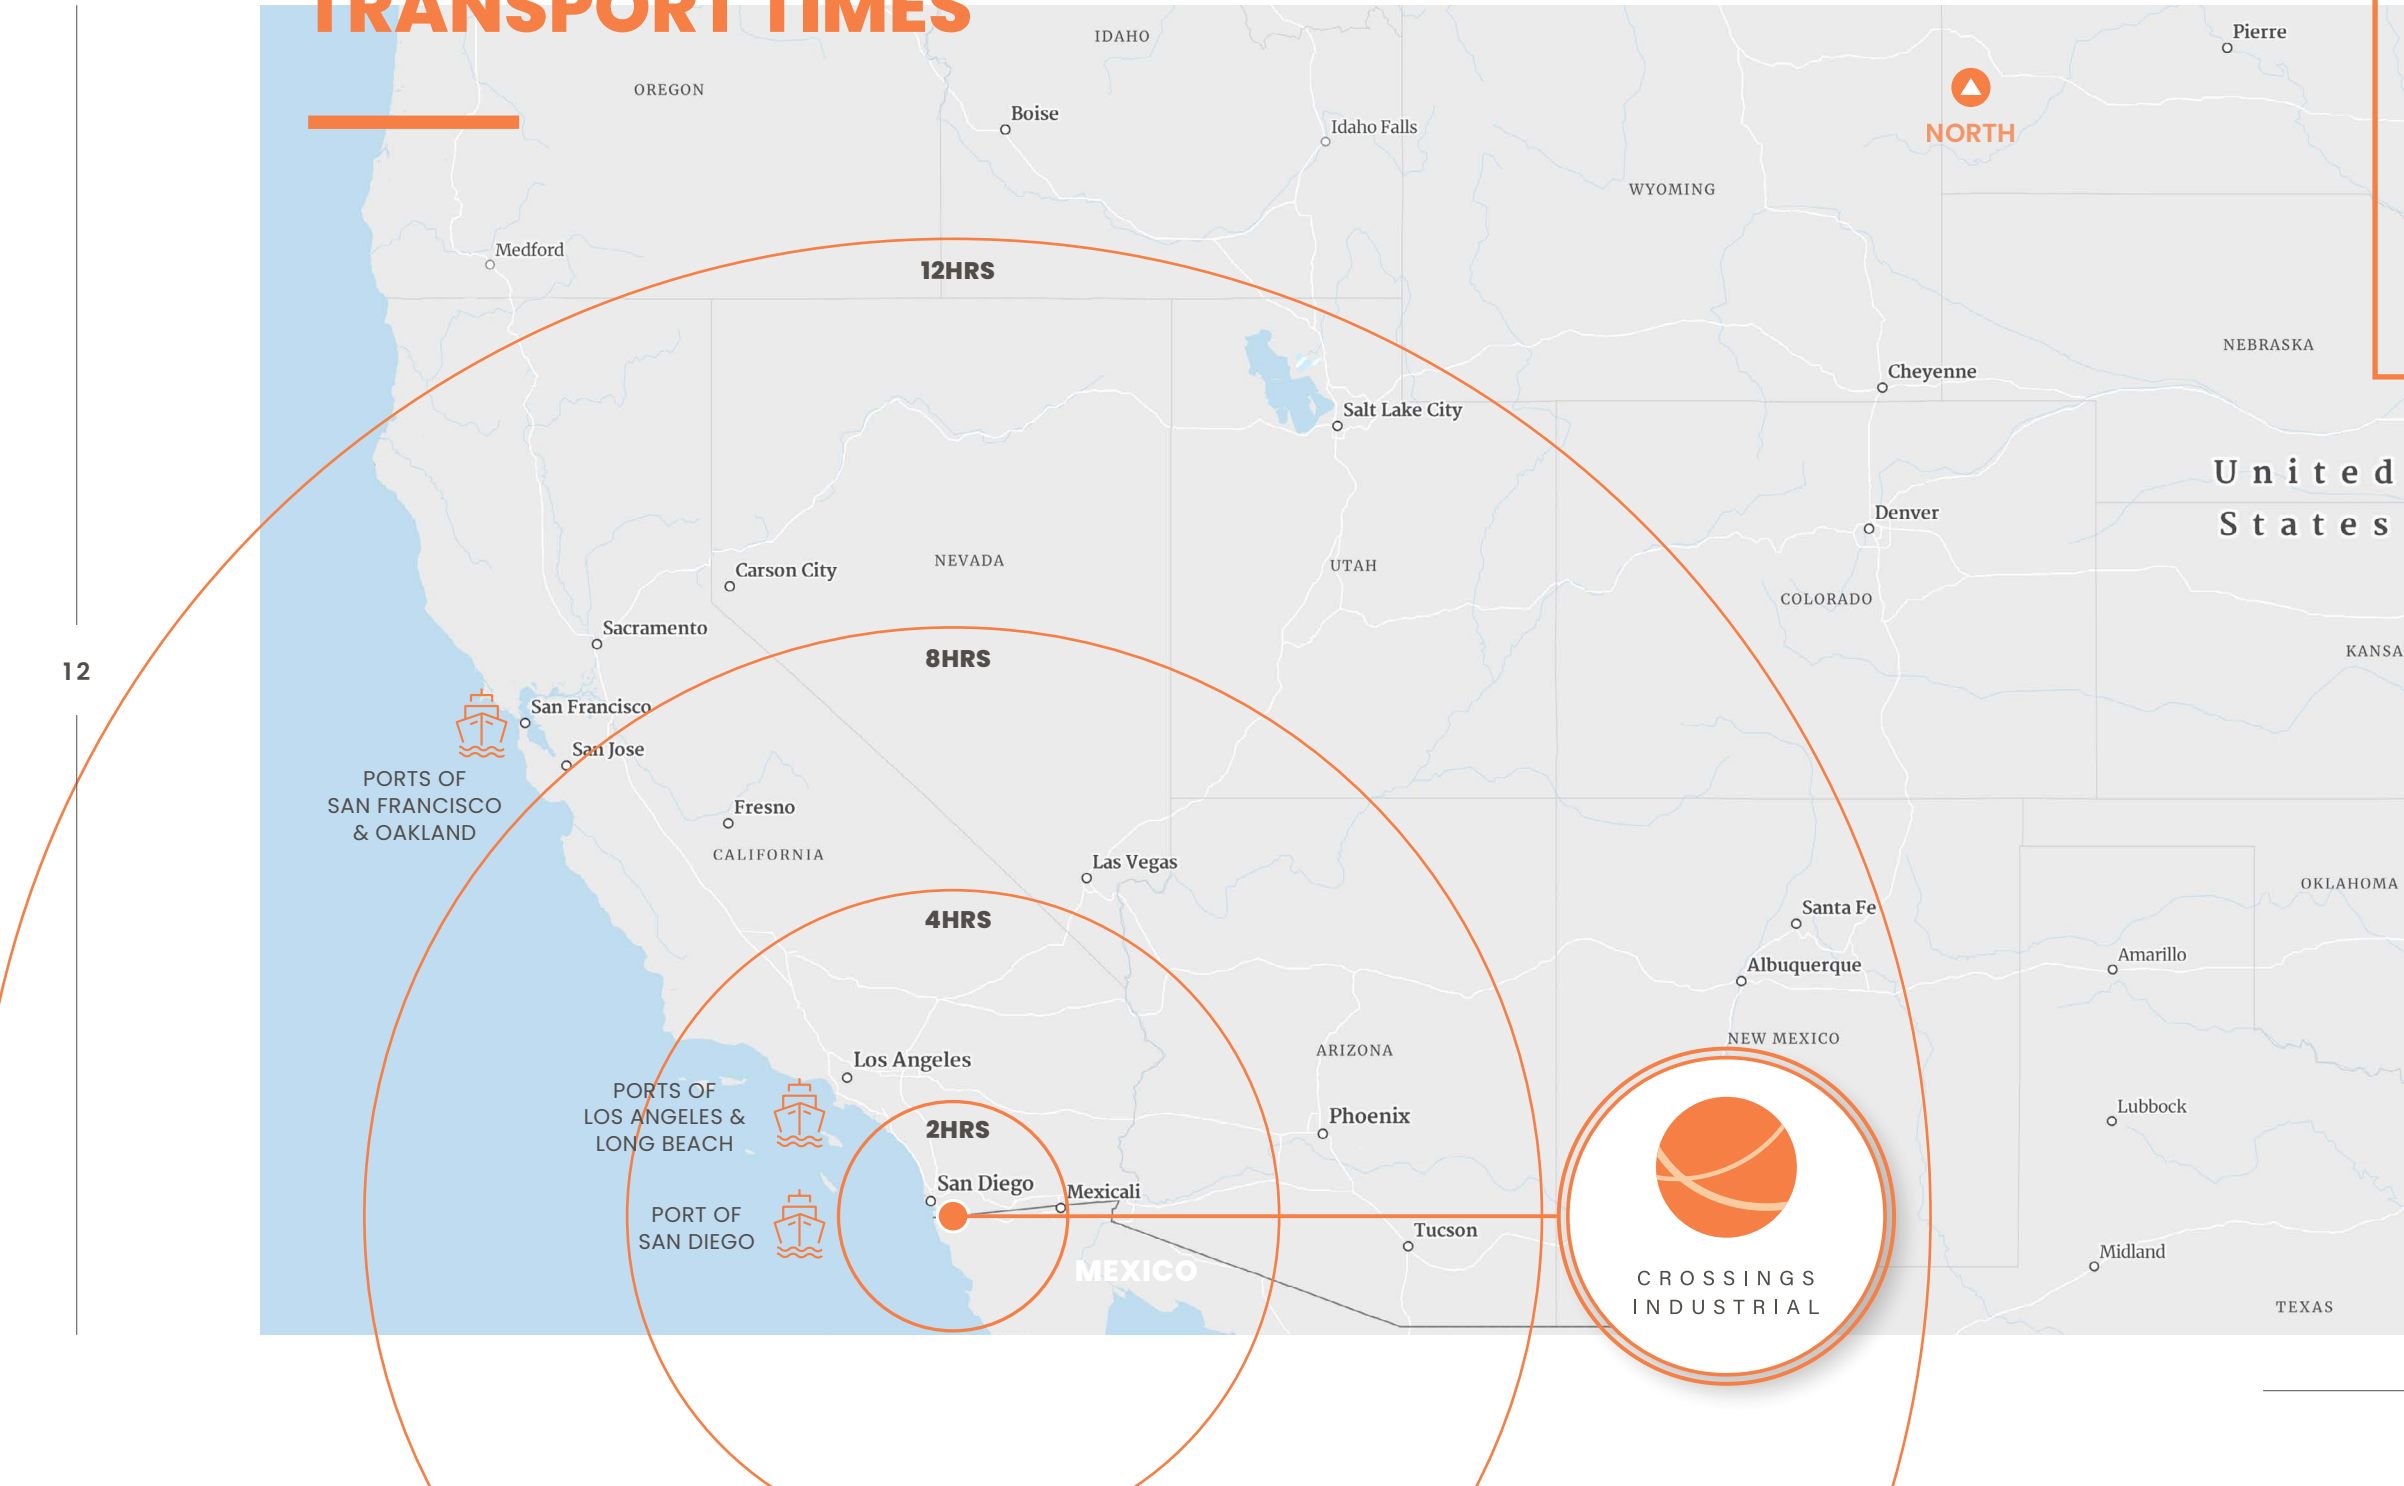 TRANSPORT TIMES
IDAHO
Pierre
OREGON
Boise
Idaho Falls
NORTH
WYOMING
Medford
12HRS
NEBRASKA
Cheyenne
Salt Lake City
United
States
Denver
Carson City
NEVADA
UTAH
COLORADO
Sacramento
KANSA
8HRS
12
San Francisco
San Jose
PORTS OF
SAN FRANCISCO
& OAKLAND
Fresno
CALIFORNIA
Las Vegas
OKLAHOMA
4HRS
Santa Fe
Amarillo
Albuquerque
NEW MEXICO
ARIZONA
Los Angeles
PORTS OF
LOS ANGELES &
LONG BEACH
Lubbock
Phoenix
2HRS
San Diego
Mexicali
PORT OF
SAN DIEGO
Tucson
Midland
MEXICO
CROSSINGS
INDUSTRIAL
TEXAS